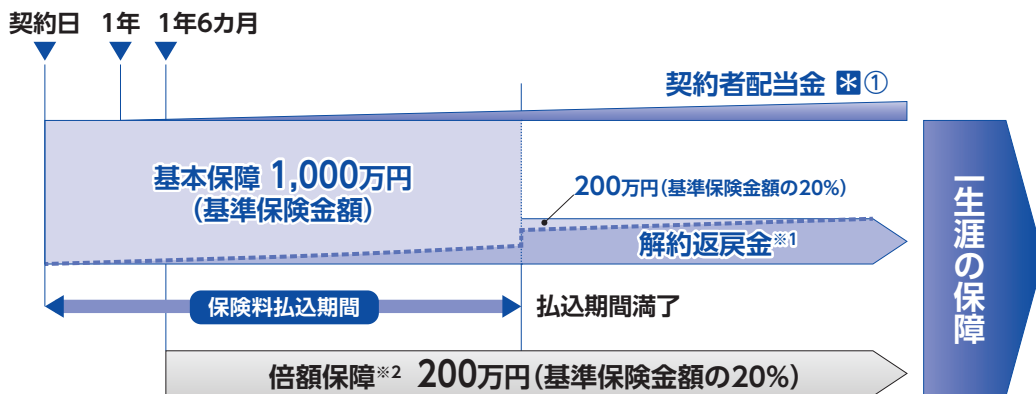 契約日 1年 1年6カ月
契約者配当金 *①
基本保障 1,000万円
(基準保険金額)
200万円(基準保険金額の20%)
解約返戻金※1
保険料払込期間
払込期間満了
倍額保障※2 200万円(基準保険金額の20%)
一生涯の保障